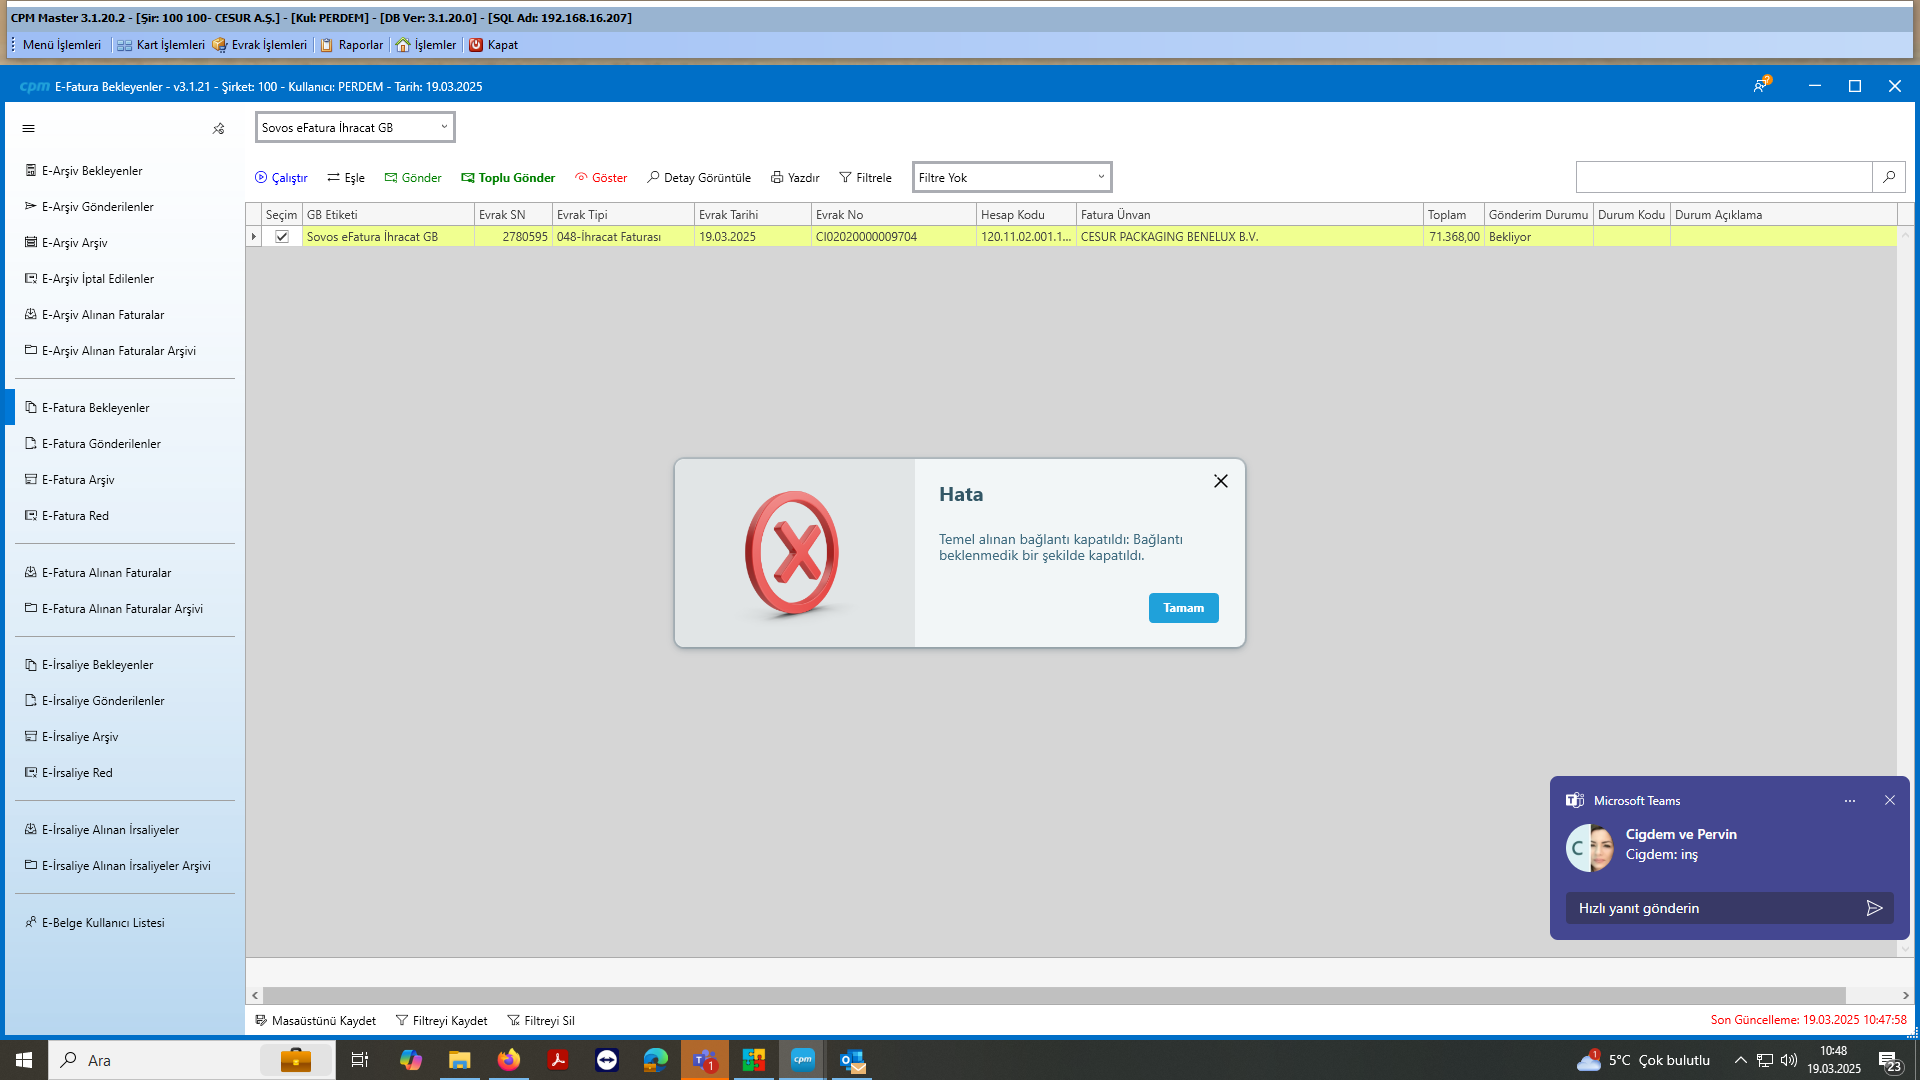 CPM Master 3.1.20.2 - [Şir: 100 100- CESUR A.Ş.] - [Kul: PERDEM] - [DB Ver: 3.1.20.0] - [SQL Adı: 192.168.16.207]
Menü İşlemleri Kart İşlemleri Evrak İşlemleri Raporlar İşlemler Kapat
cpm E-Fatura Bekleyenler - v3.1.21 - Şirket: 100 - Kullanıcı: PERDEM - Tarih: 19.03.2025
Sovos eFatura İhracat GB
Çalıştır Eşle Gönder Toplu Gönder Göster Detay Görüntüle Yazdır Filtrele Filtre Yok
Seçim GB Etiketi Evrak SN Evrak Tipi Evrak Tarihi Evrak No Hesap Kodu Fatura Ünvan Toplam Gönderim Durumu Durum Kodu Durum Açıklama
Sovos eFatura İhracat GB 2780595 048-İhracat Faturası 19.03.2025 CI02020000009704 120.11.02.001.1... CESUR PACKAGING BENELUX B.V. 71.368,00 Bekliyor
E-Arşiv Bekleyenler
E-Arşiv Gönderilenler
E-Arşiv Arşiv
E-Arşiv İptal Edilenler
E-Arşiv Alınan Faturalar
E-Arşiv Alınan Faturalar Arşivi
E-Fatura Bekleyenler
E-Fatura Gönderilenler
E-Fatura Arşiv
E-Fatura Red
E-Fatura Alınan Faturalar
E-Fatura Alınan Faturalar Arşivi
E-İrsaliye Bekleyenler
E-İrsaliye Gönderilenler
E-İrsaliye Arşiv
E-İrsaliye Red
E-İrsaliye Alınan İrsaliyeler
E-İrsaliye Alınan İrsaliyeler Arşivi
E-Belge Kullanıcı Listesi
Hata
Temel alınan bağlantı kapatıldı: Bağlantı
beklenmedik bir şekilde kapatıldı.
Tamam
Microsoft Teams
C
Cigdem ve Pervin
Cigdem: inş
Hızlı yanıt gönderin
Masaüstünü Kaydet Filtreyi Kaydet Filtreyi Sil
Son Güncelleme: 19.03.2025 10:47:58
Ara
cpm
1
1
5°C Çok bulutlu
10:48
19.03.2025
23